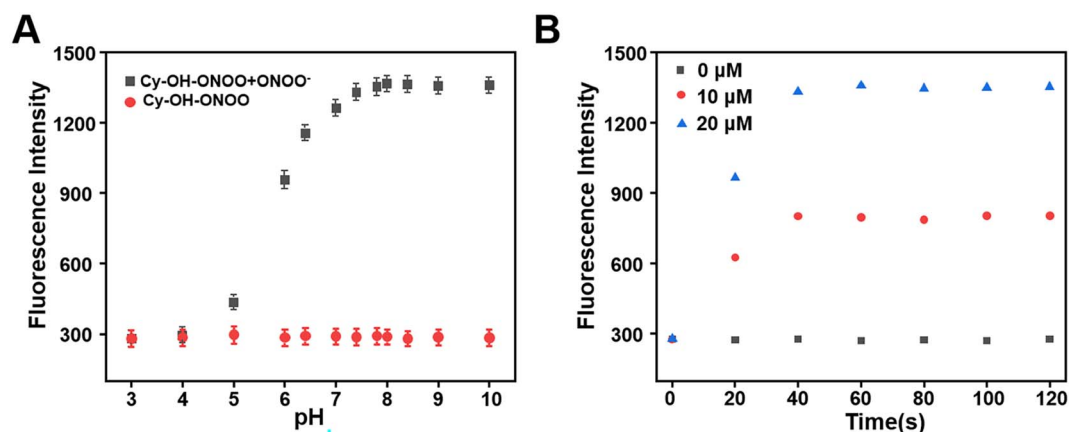 A
Fluorescence Intensity
1500
1200
900
600
300
Cy-OH-ONOO+ONOO-
Cy-OH-ONOO
3 4 5 6 7 8 9 10
pH
B
Fluorescence Intensity
1500
1200
900
600
300
0 µM
10 µM
20 µM
0 20 40 60 80 100 120
Time(s)